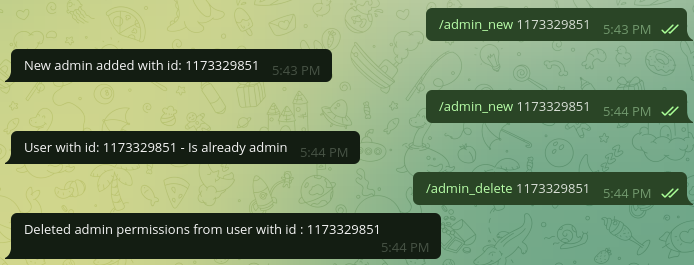 /admin_new 1173329851 5:43 PM
New admin added with id: 1173329851 5:43 PM
/admin_new 1173329851 5:44 PM
User with id: 1173329851 - Is already admin 5:44 PM
/admin_delete 1173329851 5:44 PM
Deleted admin permissions from user with id : 1173329851
5:44 PM